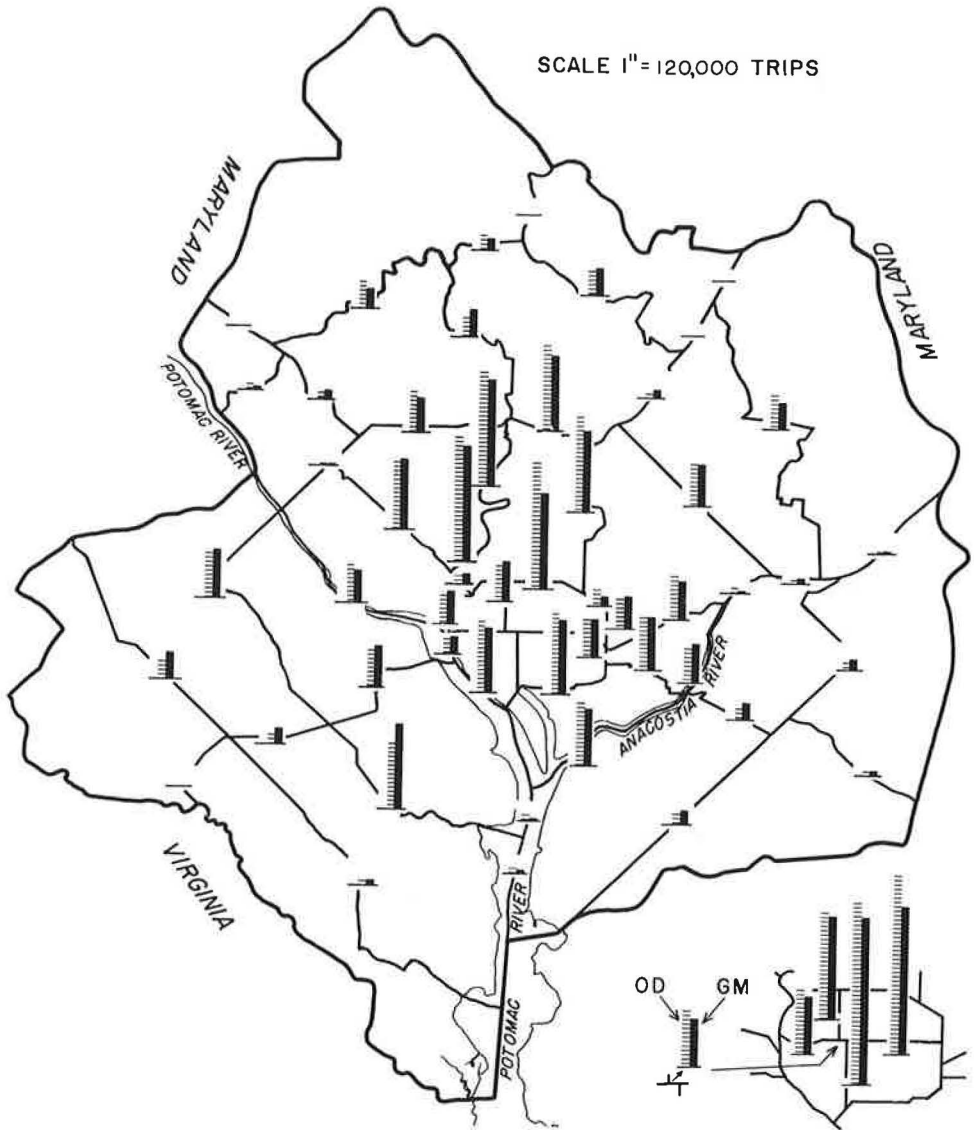 SCALE 1"= 120,000 TRIPS
MARYLAND
MARYLAND
POTOMAC RIVER
ANACOSTIA RIVER
VIRGINIA
POTOMAC RIVER
OD GM